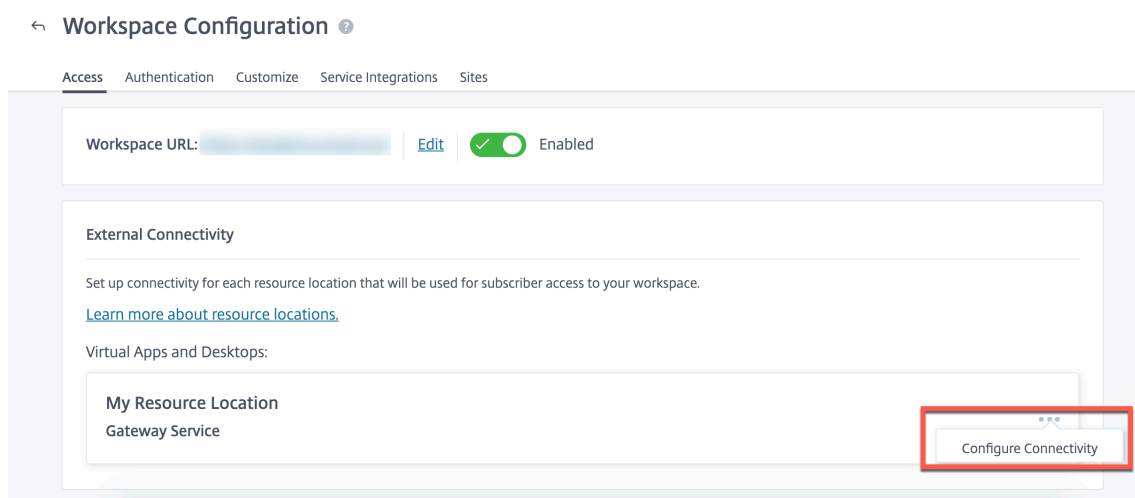 Workspace Configuration ?
Access Authentication Customize Service Integrations Sites
Workspace URL: Edit Enabled
External Connectivity
Set up connectivity for each resource location that will be used for subscriber access to your workspace.
Learn more about resource locations.
Virtual Apps and Desktops:
My Resource Location
Gateway Service
Configure Connectivity